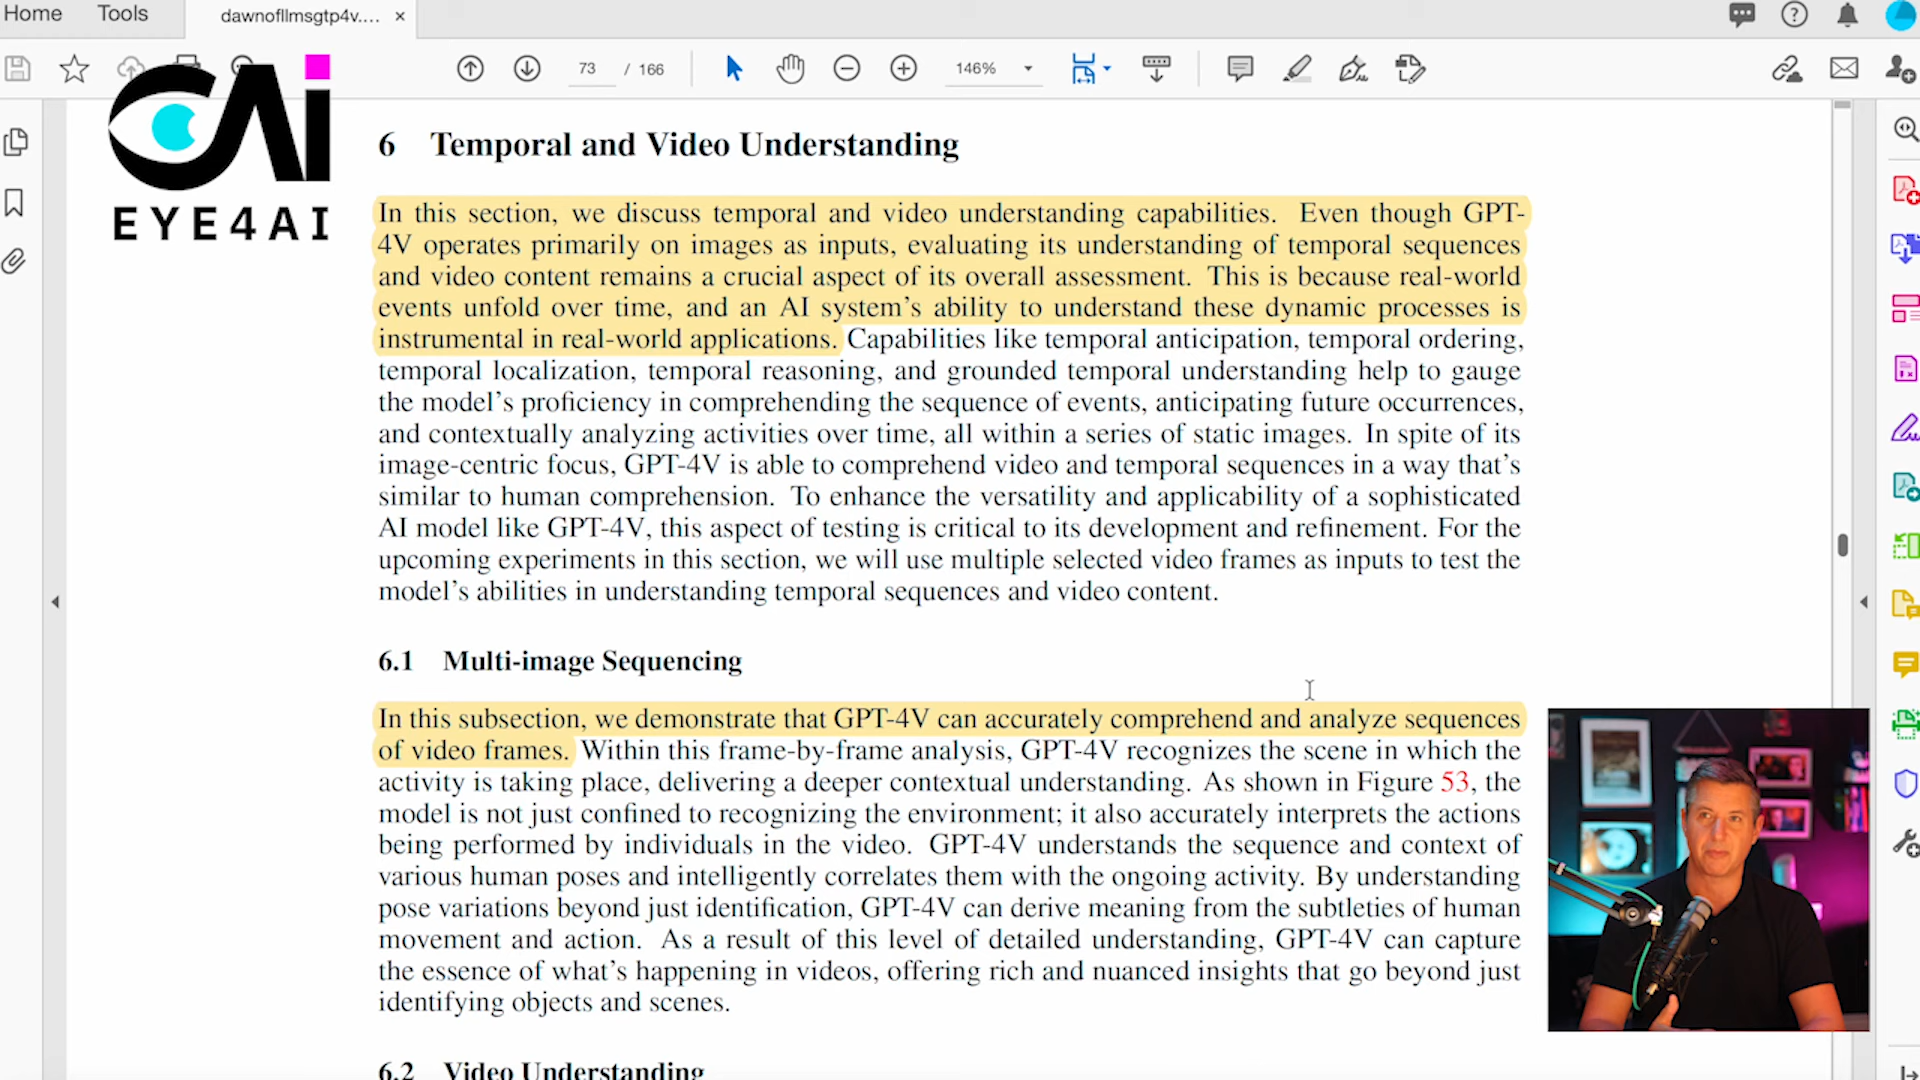 Home
Tools
dawnofllmsgtp4v....
73 / 166
146%
EYE4AI
6 Temporal and Video Understanding
In this section, we discuss temporal and video understanding capabilities. Even though GPT-
4V operates primarily on images as inputs, evaluating its understanding of temporal sequences
and video content remains a crucial aspect of its overall assessment. This is because real-world
events unfold over time, and an AI system's ability to understand these dynamic processes is
instrumental in real-world applications. Capabilities like temporal anticipation, temporal ordering,
temporal localization, temporal reasoning, and grounded temporal understanding help to gauge
the model's proficiency in comprehending the sequence of events, anticipating future occurrences,
and contextually analyzing activities over time, all within a series of static images. In spite of its
image-centric focus, GPT-4V is able to comprehend video and temporal sequences in a way that's
similar to human comprehension. To enhance the versatility and applicability of a sophisticated
AI model like GPT-4V, this aspect of testing is critical to its development and refinement. For the
upcoming experiments in this section, we will use multiple selected video frames as inputs to test the
model's abilities in understanding temporal sequences and video content.
6.1 Multi-image Sequencing
In this subsection, we demonstrate that GPT-4V can accurately comprehend and analyze sequences
of video frames. Within this frame-by-frame analysis, GPT-4V recognizes the scene in which the
activity is taking place, delivering a deeper contextual understanding. As shown in Figure 53, the
model is not just confined to recognizing the environment; it also accurately interprets the actions
being performed by individuals in the video. GPT-4V understands the sequence and context of
various human poses and intelligently correlates them with the ongoing activity. By understanding
pose variations beyond just identification, GPT-4V can derive meaning from the subtleties of human
movement and action. As a result of this level of detailed understanding, GPT-4V can capture
the essence of what's happening in videos, offering rich and nuanced insights that go beyond just
identifying objects and scenes.
6.2 Video Understanding